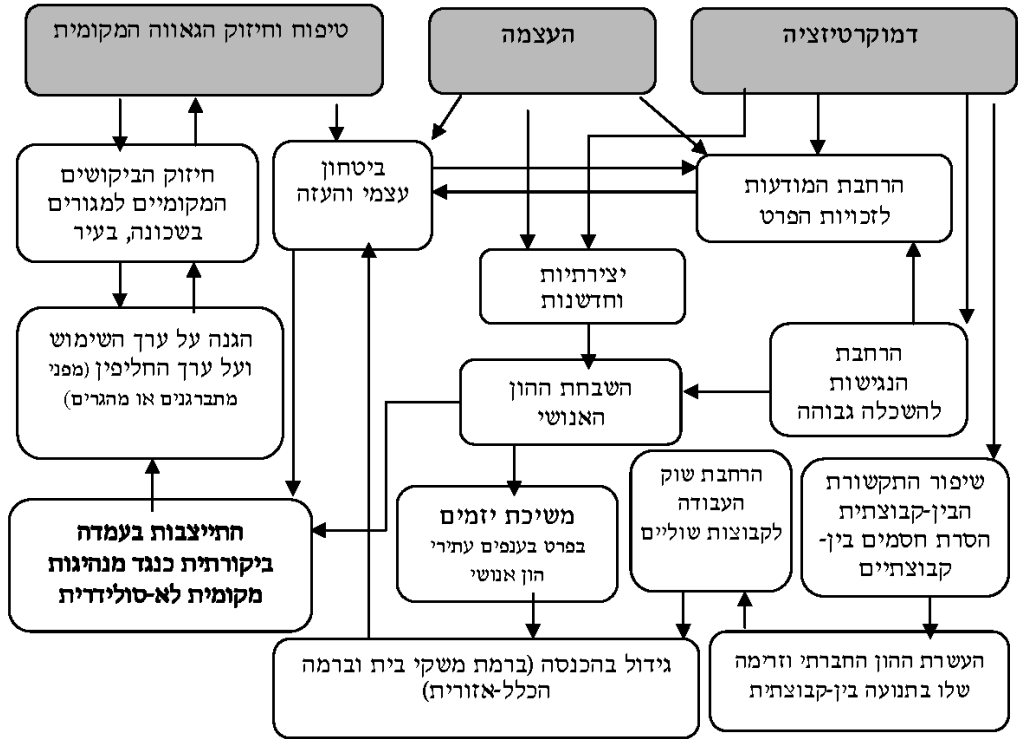 דמוקרטיזציה
העצמה
טיפוח וחיזוק הגאווה המקומית
הרחבת המודעות
לזכויות הפרט
ביטחון
עצמי והעזה
חיזוק הביקושים
המקומיים למגורים
בשכונה, בעיר
יצירתיות
וחדשנות
הרחבת
הנגישות
להשכלה גבוהה
השבחת ההון
האנושי
הגנה על ערך השימוש
ועל ערך החליפין (מפני
מתברגנים או מהגרים)
שיפור התקשורת
הבין-קבוצתית
הסרת חסמים בין-
קבוצתיים
הרחבת שוק
העבודה
לקבוצות שוליים
משיכת יזמים
בפרט בענפים עתירי
הון אנושי
התייצבות בעמדה
ביקורתית כנגד מנהיגות
מקומית לא-סולידרית
העשרת ההון החברתי וזרימה
שלו בתנועה בין-קבוצתית
גידול בהכנסה (ברמת משקי בית וברמה
הכלל-אזורית)